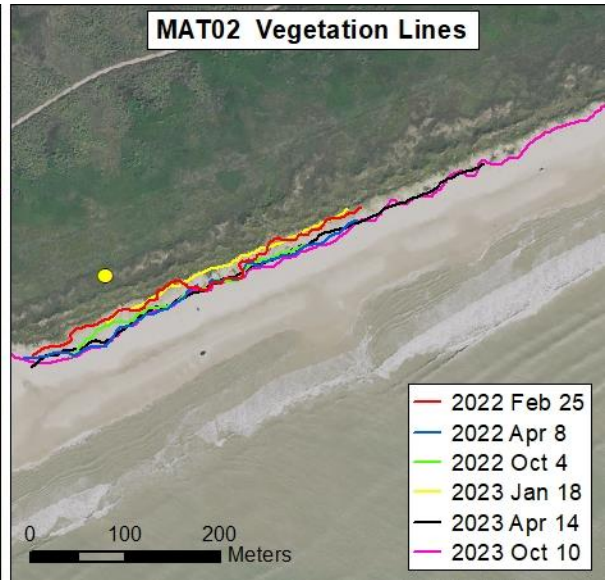 MAT02 Vegetation Lines
2022 Feb 25
2022 Apr 8
2022 Oct 4
2023 Jan 18
2023 Apr 14
2023 Oct 10
0 100 200
Meters